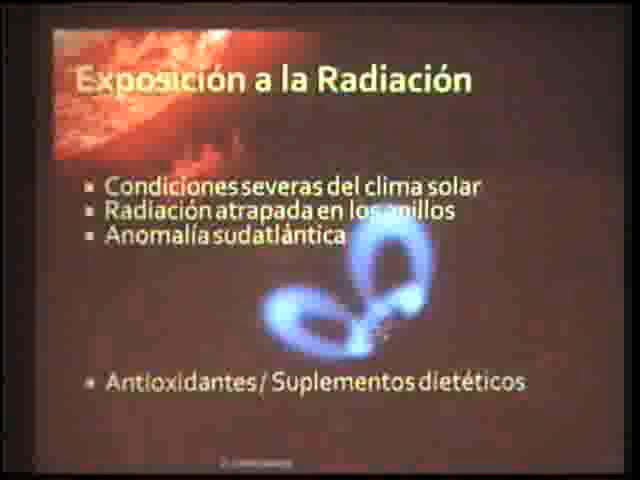 Exposición a la Radiación
Condiciones severas del clima solar
Radiación atrapada en los anillos
Anomalía sudatlántica
Antioxidantes / Suplementos dietéticos